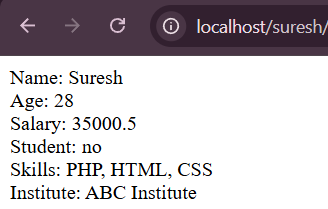 localhost/suresh/
Name: Suresh
Age: 28
Salary: 35000.5
Student: no
Skills: PHP, HTML, CSS
Institute: ABC Institute